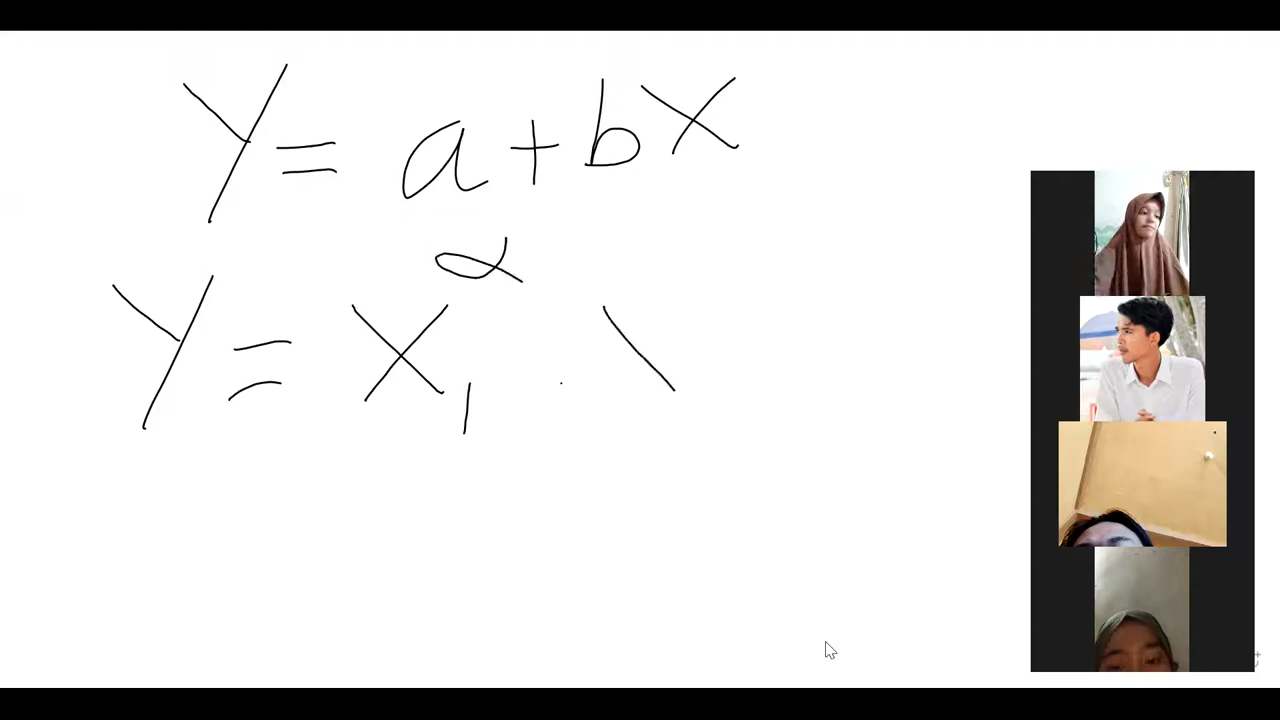 Y = a + bX
Y = X₁^α . \